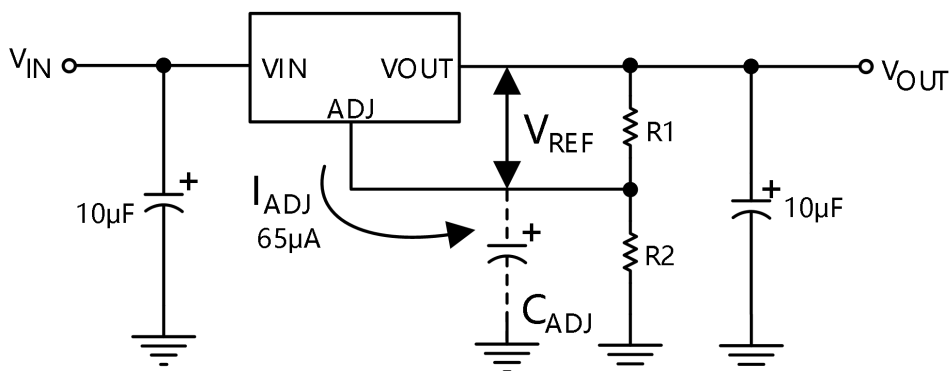 VIN
VIN
VOUT
ADJ
VOUT
VREF
R1
IADJ
65µA
+
10µF
+
CADJ
R2
+
10µF